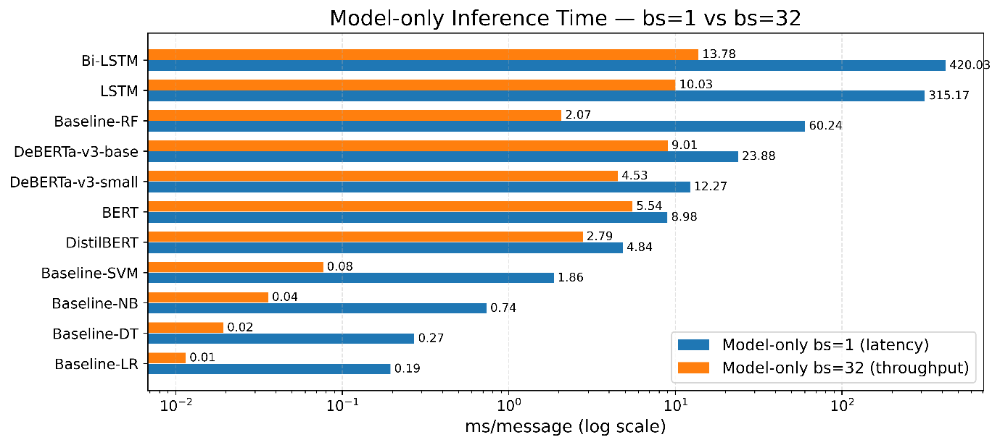 Model-only Inference Time — bs=1 vs bs=32
Bi-LSTM 13.78 420.03
LSTM 10.03 315.17
Baseline-RF 2.07 60.24
DeBERTa-v3-base 9.01 23.88
DeBERTa-v3-small 4.53 12.27
BERT 5.54 8.98
DistilBERT 2.79 4.84
Baseline-SVM 0.08 1.86
Baseline-NB 0.04 0.74
Baseline-DT 0.02 0.27
Baseline-LR 0.01 0.19
Model-only bs=1 (latency)
Model-only bs=32 (throughput)
10⁻² 10⁻¹ 10⁰ 10¹ 10²
ms/message (log scale)